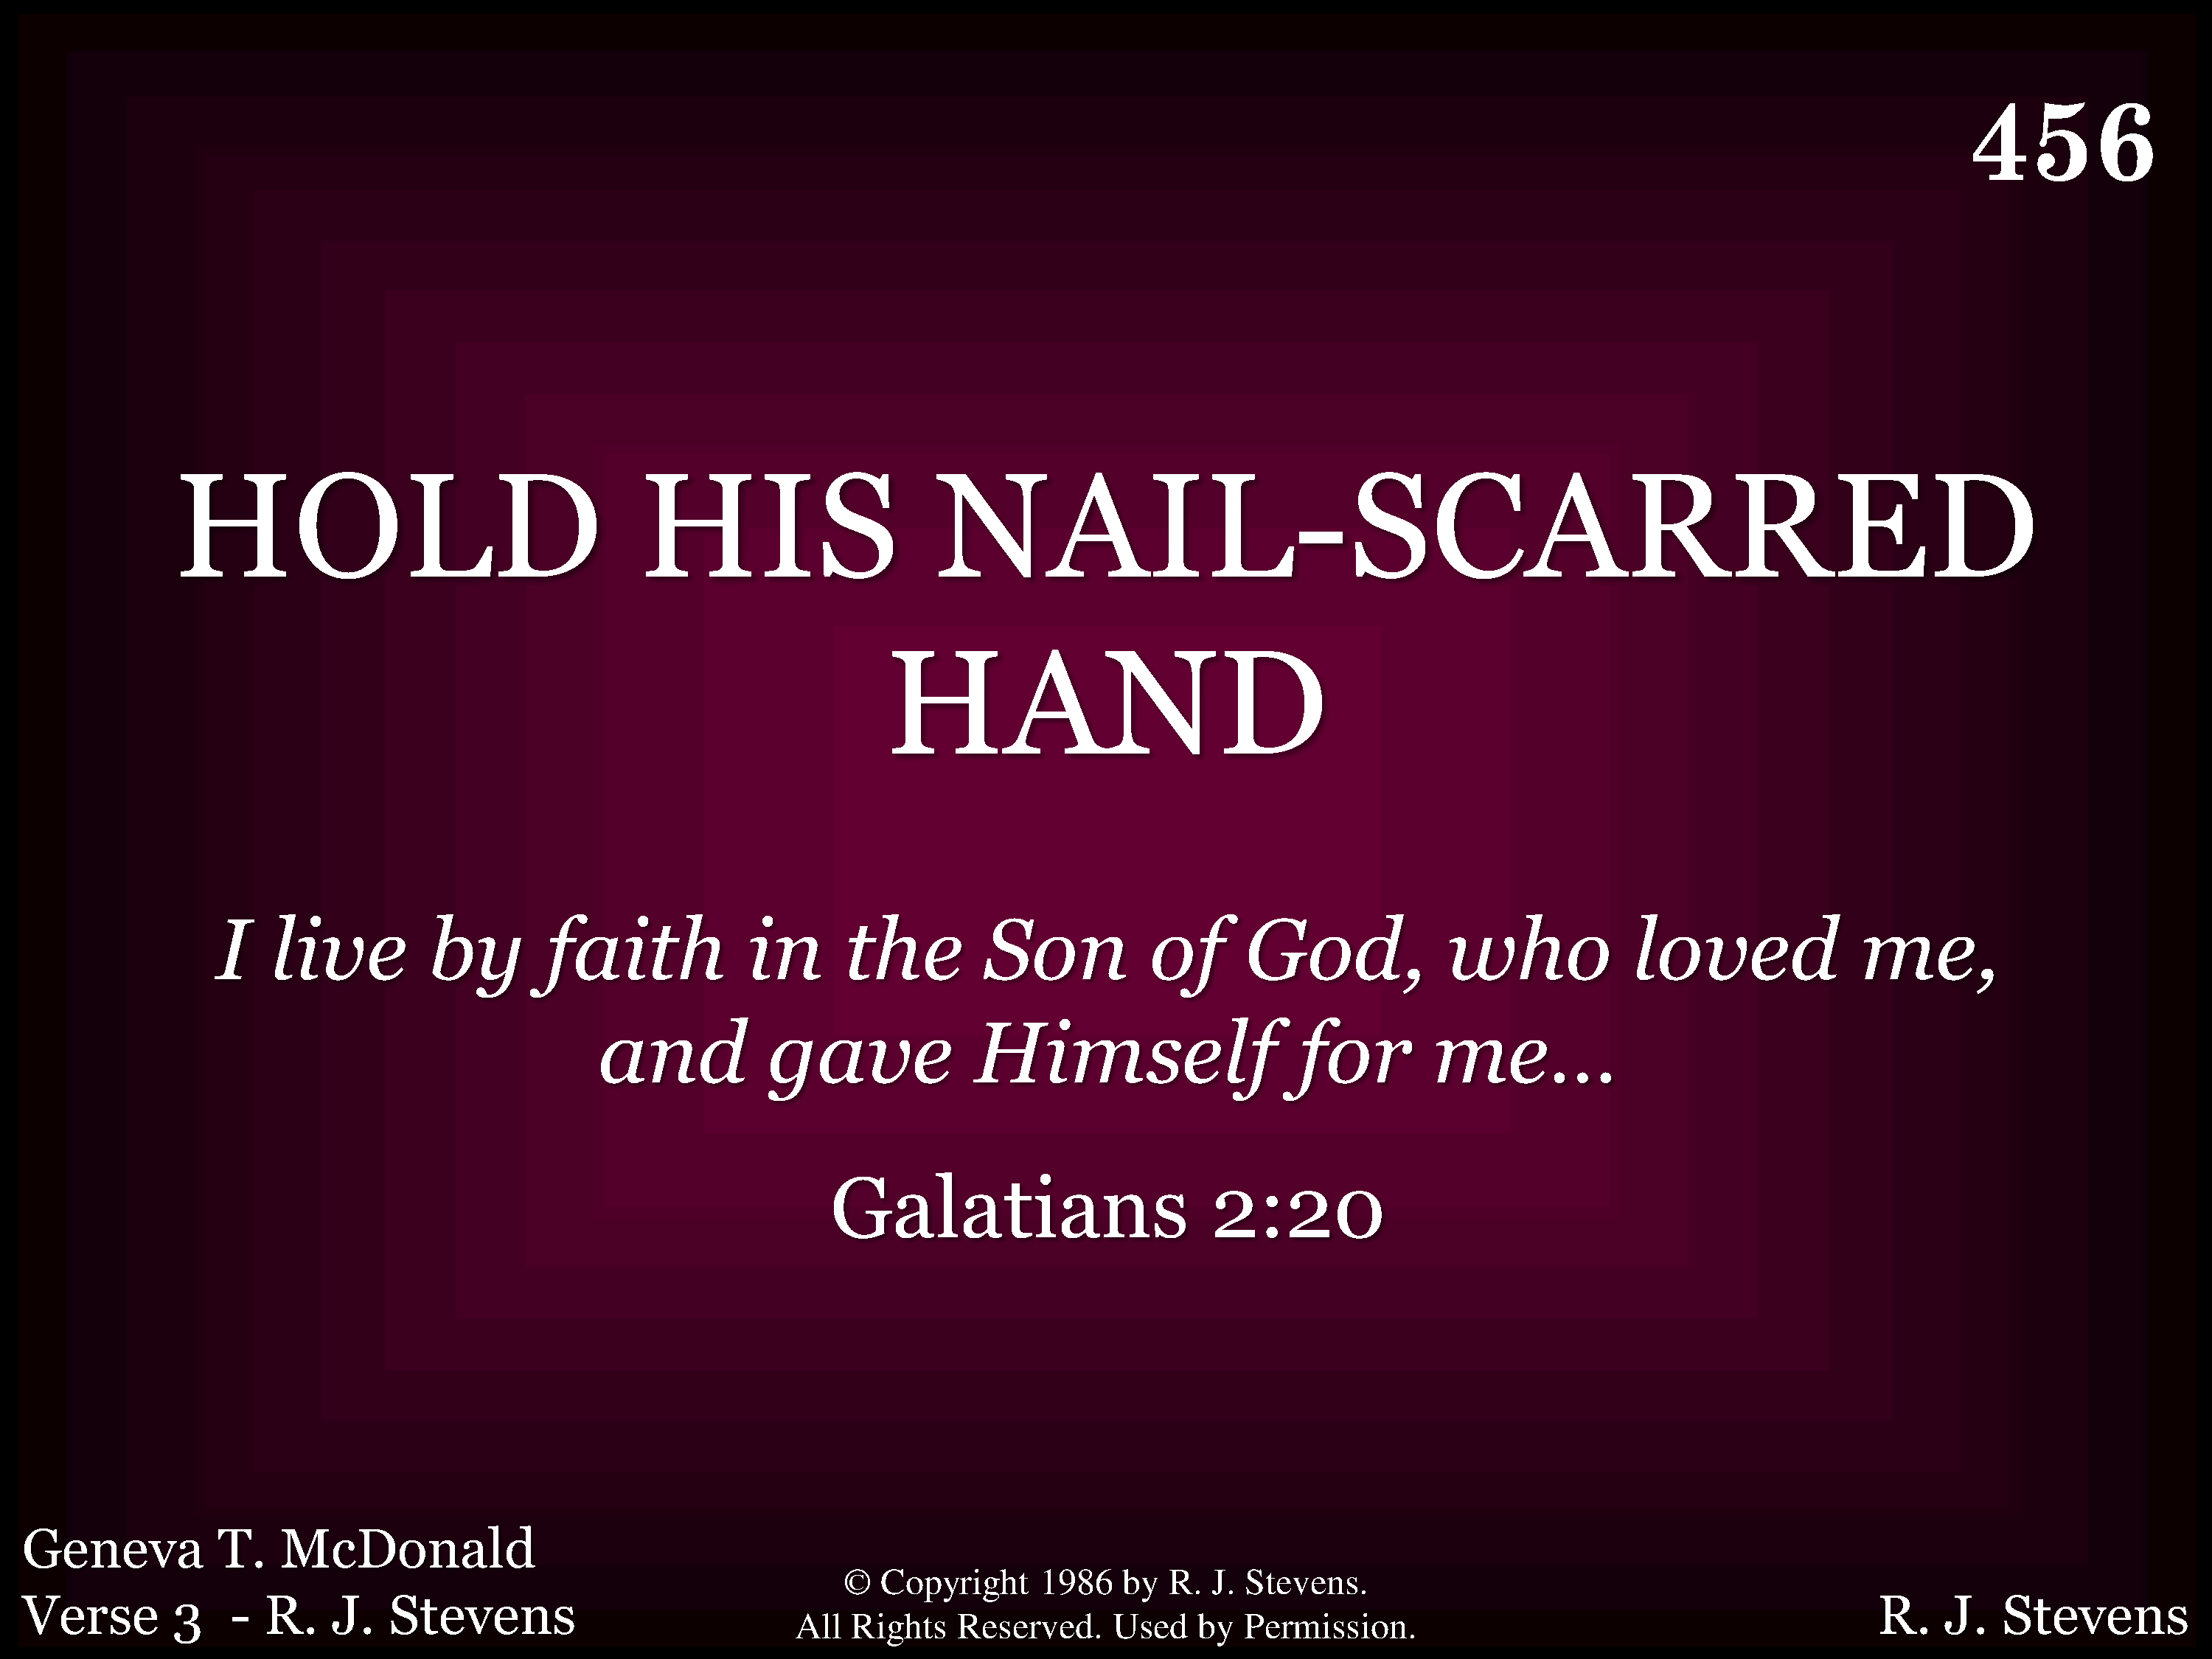 456
HOLD HIS NAIL-SCARRED
HAND
I live by faith in the Son of God, who loved me,
and gave Himself for me...
Galatians 2:20
Geneva T. McDonald
Verse 3 - R. J. Stevens
© Copyright 1986 by R. J. Stevens.
All Rights Reserved. Used by Permission.
R. J. Stevens